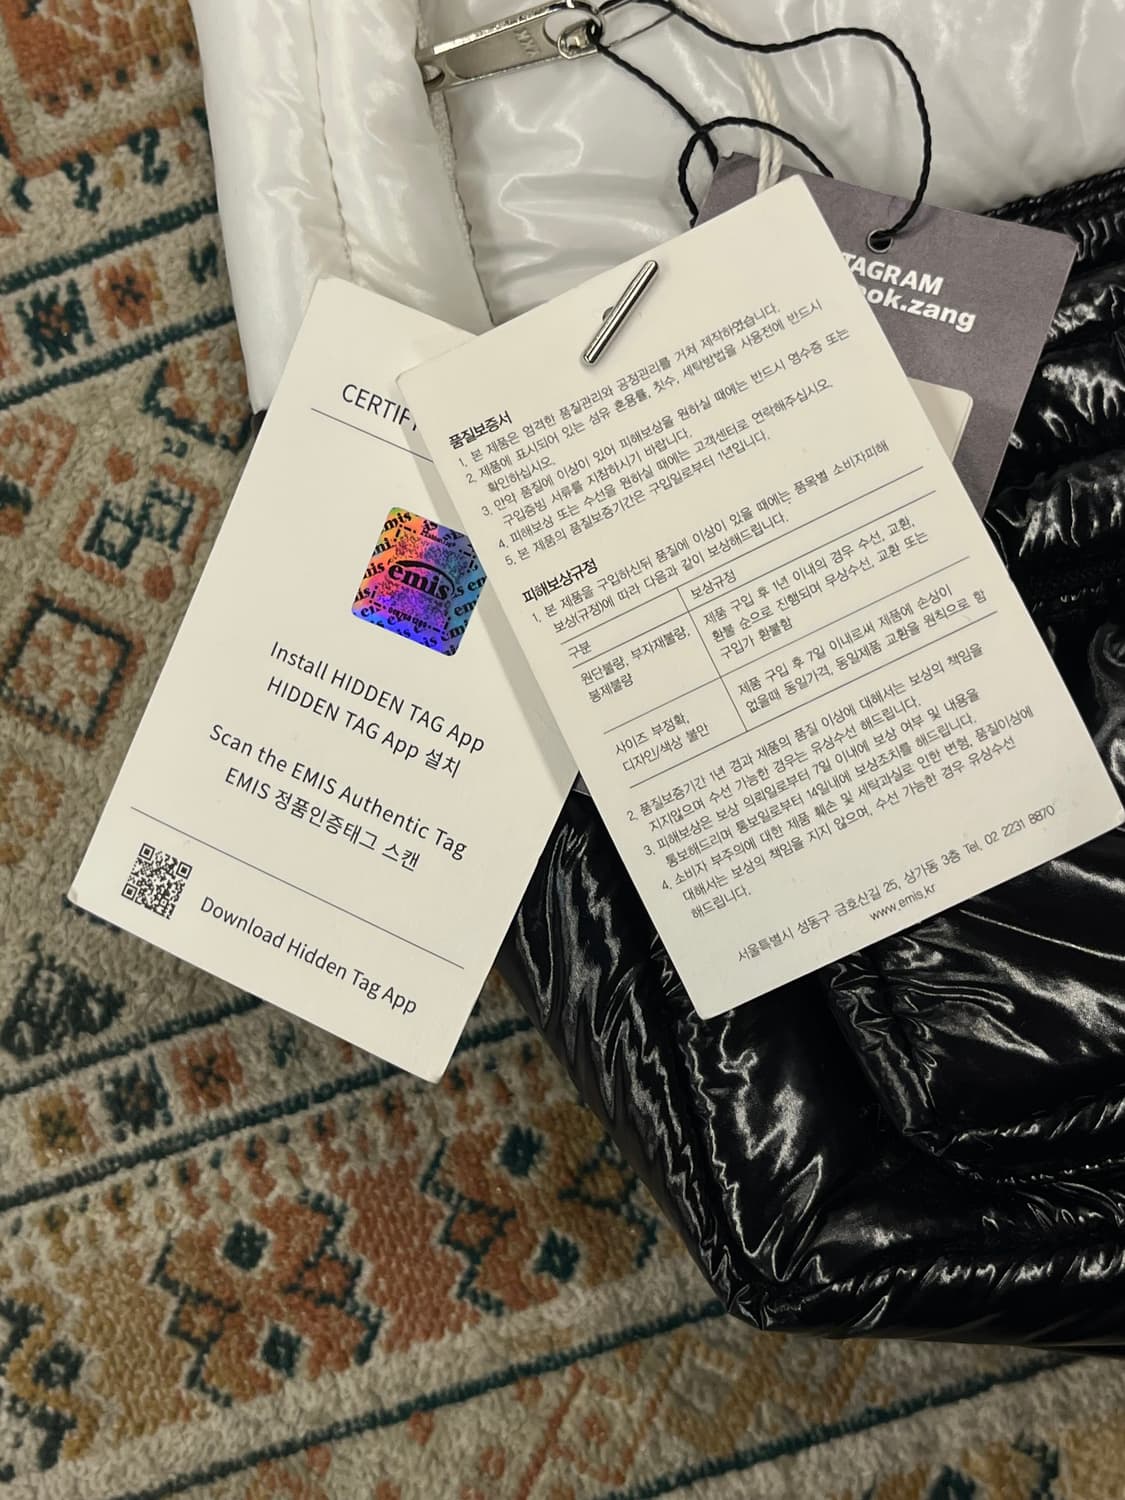 XXX
TAGRAM
ook.zang
CERTIF
emis
Install HIDDEN TAG App
HIDDEN TAG App 설치
Scan the EMIS Authentic Tag
EMIS 정품인증태그 스캔
Download Hidden Tag App
품질보증서
1. 본 제품은 엄격한 품질관리와 공정관리를 거쳐 제작하였습니다.
2. 제품에 표시되어 있는 섬유 혼용률, 칫수, 세탁방법을 사용전에 반드시
확인하십시오.
3. 만약 품질에 이상이 있어 피해보상을 원하실 때에는 반드시 영수증 또는
구입증빙 서류를 지참하시기 바랍니다.
4. 피해보상 또는 수선을 원하실 때에는 고객센터로 연락해주십시오.
5. 본 제품의 품질보증기간은 구입일로부터 1년입니다.
피해보상규정
1. 본 제품을 구입하신뒤 품질에 이상이 있을 때에는 품목별 소비자피해
보상(규정)에 따라 다음과 같이 보상해드립니다.
구분
보상규정
원단불량, 부자재불량,
봉제불량
제품 구입 후 1년 이내의 경우 수선, 교환,
환불 순으로 진행되며 무상수선, 교환 또는
구입가 환불함
사이즈 부정확,
디자인/색상 불만
제품 구입 후 7일 이내로써 제품에 손상이
없을때 동일가격, 동일제품 교환을 원칙으로 함
2. 품질보증기간 1년 경과 제품의 품질 이상에 대해서는 보상의 책임을
지지않으며 수선 가능한 경우는 유상수선 해드립니다.
3. 피해보상은 보상 의뢰일로부터 7일 이내에 보상 여부 및 내용을
통보해드리며 통보일로부터 14일내에 보상조치를 해드립니다.
4. 소비자 부주의에 대한 제품 훼손 및 세탁과실로 인한 변형, 품질이상에
대해서는 보상의 책임을 지지 않으며, 수선 가능한 경우 유상수선
해드립니다.
서울특별시 성동구 금호산길 25, 상가동 3층 Tel. 02 2231 8870
www.emis.kr